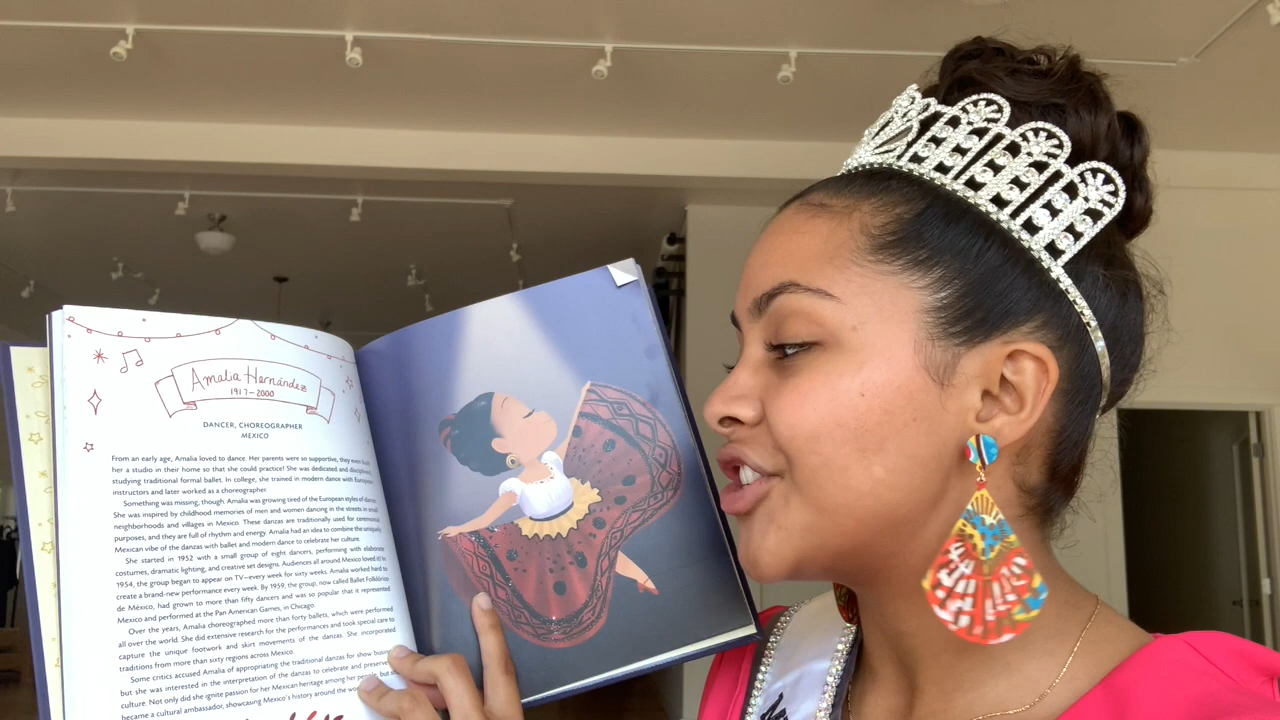 Amalia Hernández
1917–2000
DANCER, CHOREOGRAPHER
MEXICO
From an early age, Amalia loved to dance. Her parents were so supportive, they even built
her a studio in their home so that she could practice! She was dedicated and disciplined,
studying traditional formal ballet. In college, she trained in modern dance with European
instructors and later worked as a choreographer.
Something was missing, though. Amalia was growing tired of the European styles of dance.
She was inspired by childhood memories of men and women dancing in the streets in small
neighborhoods and villages in Mexico. These danzas are traditionally used for ceremonial
purposes, and they are full of rhythm and energy. Amalia had an idea to combine the uniquely
Mexican vibe of the danzas with ballet and modern dance to celebrate her culture.
She started in 1952 with a small group of eight dancers, performing with elaborate
costumes, dramatic lighting, and creative set designs. Audiences all around Mexico loved it! In
1954, the group began to appear on TV—every week for sixty weeks. Amalia worked hard to
create a brand-new performance every week. By 1959, the group, now called Ballet Folklórico
de México, had grown to more than fifty dancers and was so popular that it represented
Mexico and performed at the Pan American Games, in Chicago.
Over the years, Amalia choreographed more than forty ballets, which were performed
all over the world. She did extensive research for the performances and took special care to
capture the unique footwork and skirt movements of the danzas. She incorporated
traditions from more than sixty regions across Mexico.
Some critics accused Amalia of appropriating the traditional danzas for show business
but she was interested in the interpretation of the danzas to celebrate and preserve
culture. Not only did she ignite passion for her Mexican heritage among her people, but she
became a cultural ambassador, showcasing Mexico's history around the